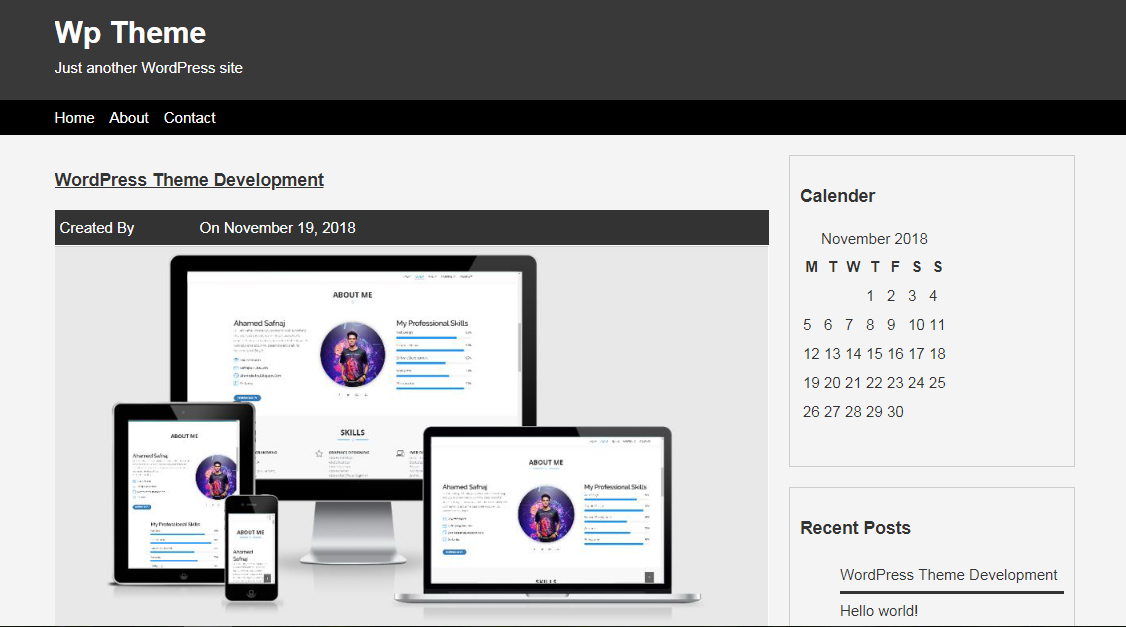 Wp Theme
Just another WordPress site
Home About Contact
WordPress Theme Development
Created By On November 19, 2018
ABOUT ME
Ahamed Safnaj
My Professional Skills
SKILLS
GRAPHICS DESIGNING
ABOUT ME
Ahamed Safnaj
My Professional Skills
ABOUT ME
Ahamed
Safnaj
ABOUT ME
Ahamed Safnaj
My Professional Skills
SKILLS
Calender
November 2018
M T W T F S S
1 2 3 4
5 6 7 8 9 10 11
12 13 14 15 16 17 18
19 20 21 22 23 24 25
26 27 28 29 30
Recent Posts
WordPress Theme Development
Hello world!